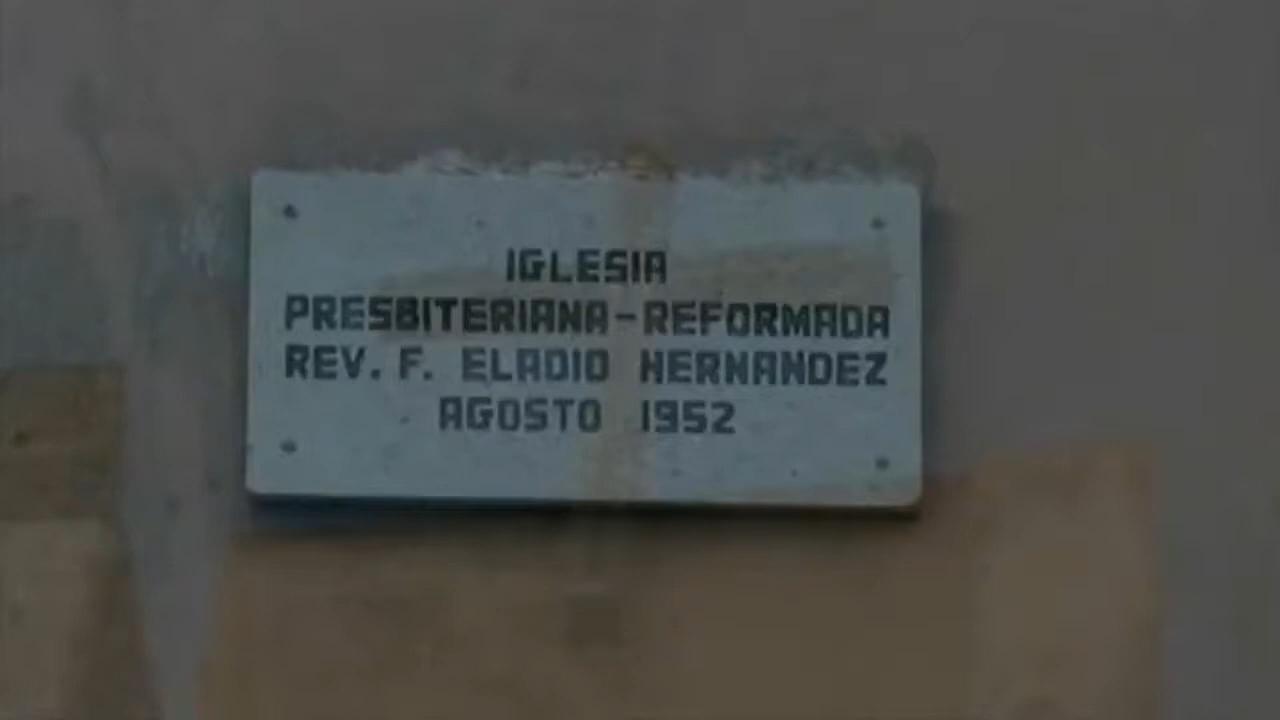 IGLESIA
PRESBITERIANA-REFORMADA
REV. F. ELADIO HERNANDEZ
AGOSTO 1952